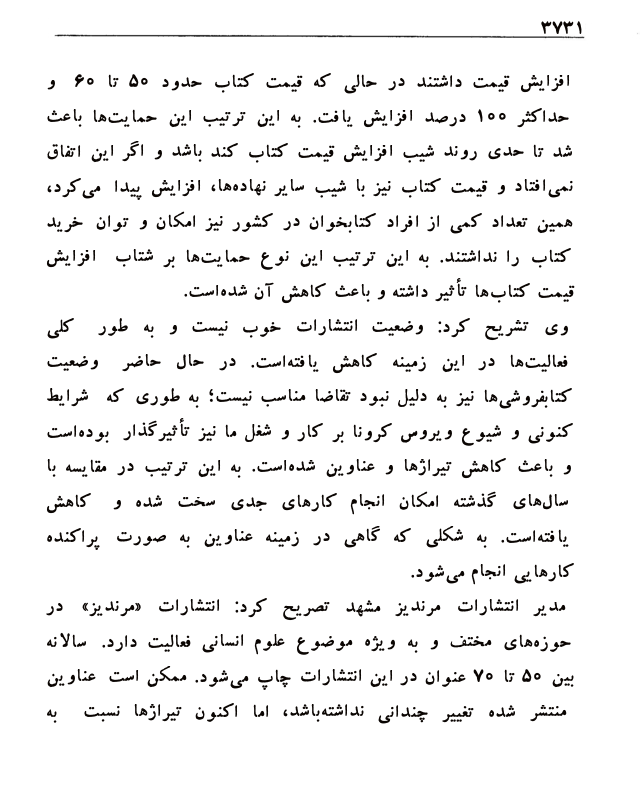 ۳۷۳۱
افزایش قیمت داشتند در حالی که قیمت کتاب حدود ۵۰ تا ۶۰ و
حداکثر ۱۰۰ درصد افزایش یافت. به این ترتیب این حمایت‌ها باعث
شد تا حدی روند شیب افزایش قیمت کتاب کند باشد و اگر این اتفاق
نمی‌افتاد و قیمت کتاب نیز با شیب سایر نهاده‌ها، افزایش پیدا می‌کرد،
همین تعداد کمی از افراد کتابخوان در کشور نیز امکان و توان خرید
کتاب را نداشتند. به این ترتیب این نوع حمایت‌ها بر شتاب افزایش
قیمت کتاب‌ها تأثیر داشته و باعث کاهش آن شده‌است.
وی تشریح کرد: وضعیت انتشارات خوب نیست و به طور کلی
فعالیت‌ها در این زمینه کاهش یافته‌است. در حال حاضر وضعیت
کتابفروشی‌ها نیز به دلیل نبود تقاضا مناسب نیست؛ به طوری که شرایط
کنونی و شیوع ویروس کرونا بر کار و شغل ما نیز تأثیرگذار بوده‌است
و باعث کاهش تیراژها و عناوین شده‌است. به این ترتیب در مقایسه با
سال‌های گذشته امکان انجام کارهای جدی سخت شده و کاهش
یافته‌است. به شکلی که گاهی در زمینه عناوین به صورت پراکنده
کارهایی انجام می‌شود.
مدیر انتشارات مرندیز مشهد تصریح کرد: انتشارات «مرندیز» در
حوزه‌های مختف و به ویژه موضوع علوم انسانی فعالیت دارد. سالانه
بین ۵۰ تا ۷۰ عنوان در این انتشارات چاپ می‌شود. ممکن است عناوین
منتشر شده تغییر چندانی نداشته‌باشد، اما اکنون تیراژها نسبت به